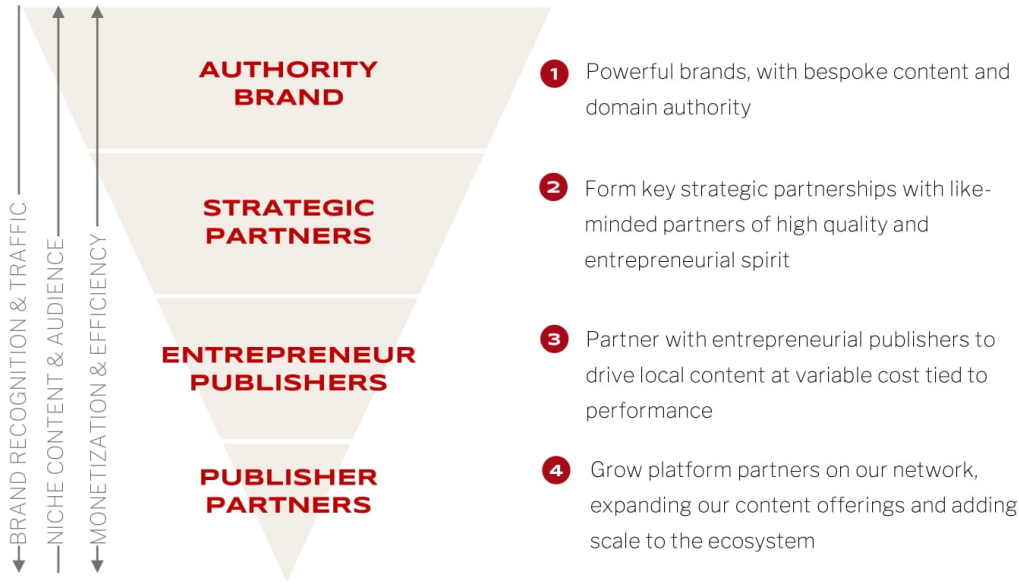 AUTHORITY
BRAND
1
Powerful brands, with bespoke content and
domain authority
STRATEGIC
PARTNERS
2
Form key strategic partnerships with like-
minded partners of high quality and
entrepreneurial spirit
ENTREPRENEUR
PUBLISHERS
3
Partner with entrepreneurial publishers to
drive local content at variable cost tied to
performance
PUBLISHER
PARTNERS
4
Grow platform partners on our network,
expanding our content offerings and adding
scale to the ecosystem
BRAND RECOGNITION & TRAFFIC
NICHE CONTENT & AUDIENCE
MONETIZATION & EFFICIENCY